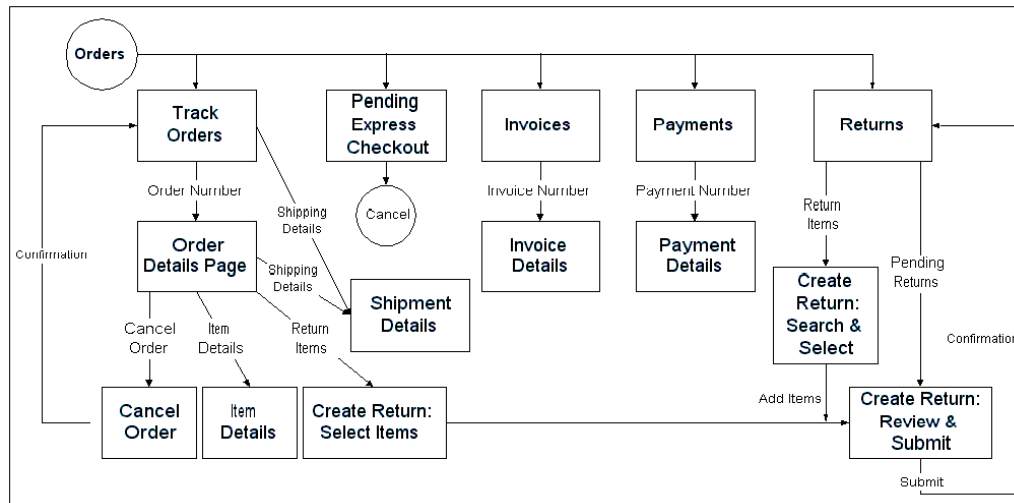 Orders
Track
Orders
Pending
Express
Checkout
Invoices
Payments
Returns
Order Number
Shipping
Details
Cancel
Invoice Number
Payment Number
Return
Items
Confirmation
Order
Details Page
Shipping
Details
Invoice
Details
Payment
Details
Pending
Returns
Shipment
Details
Create
Return:
Search &
Select
Cancel
Order
Item
Details
Return
Items
Confirmation
Cancel
Order
Item
Details
Create Return:
Select Items
Add Items
Create Return:
Review &
Submit
Submit